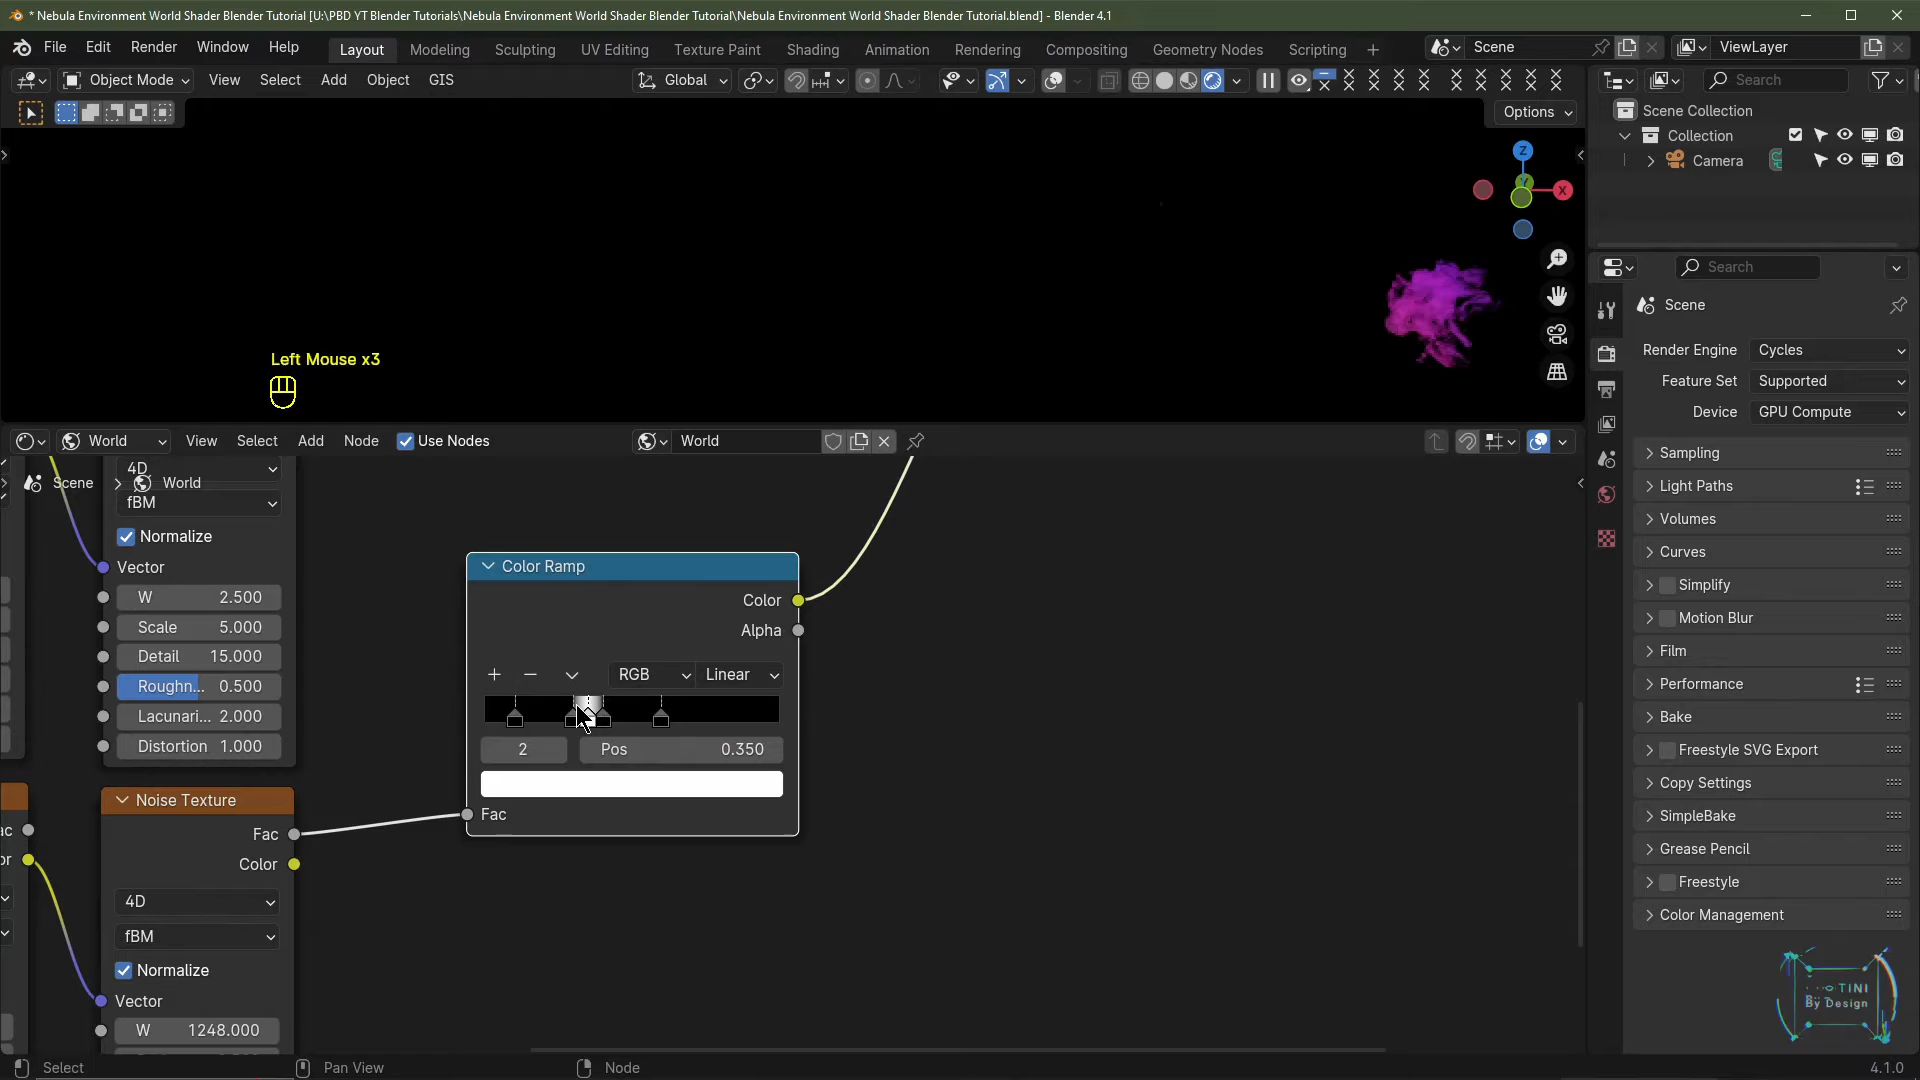 * Nebula Environment World Shader Blender Tutorial [U:\PBD YT Blender Tutorials\Nebula Environment World Shader Blender Tutorial\Nebula Environment World Shader Blender Tutorial.blend] - Blender 4.1
File Edit Render Window Help Layout Modeling Sculpting UV Editing Texture Paint Shading Animation Rendering Compositing Geometry Nodes Scripting Scene ViewLayer
Object Mode View Select Add Object GIS Global Search
Options
Scene Collection
Collection
Camera
Z
X
Search
Scene
Left Mouse x3
Render Engine Cycles
Feature Set Supported
Device GPU Compute
World View Select Add Node Use Nodes World
Sampling
Light Paths
Volumes
Curves
Simplify
Motion Blur
Film
Performance
Bake
Freestyle SVG Export
Copy Settings
SimpleBake
Grease Pencil
Freestyle
Color Management
4D
Scene World
fBM
Normalize
Vector
W 2.500
Scale 5.000
Detail 15.000
Roughn... 0.500
Lacunari... 2.000
Distortion 1.000
Color Ramp
Color
Alpha
RGB Linear
2 Pos 0.350
Fac
Noise Texture
Fac
Color
4D
fBM
Normalize
Vector
W 1248.000
TINI
By Design
Select Pan View Node 4.1.0